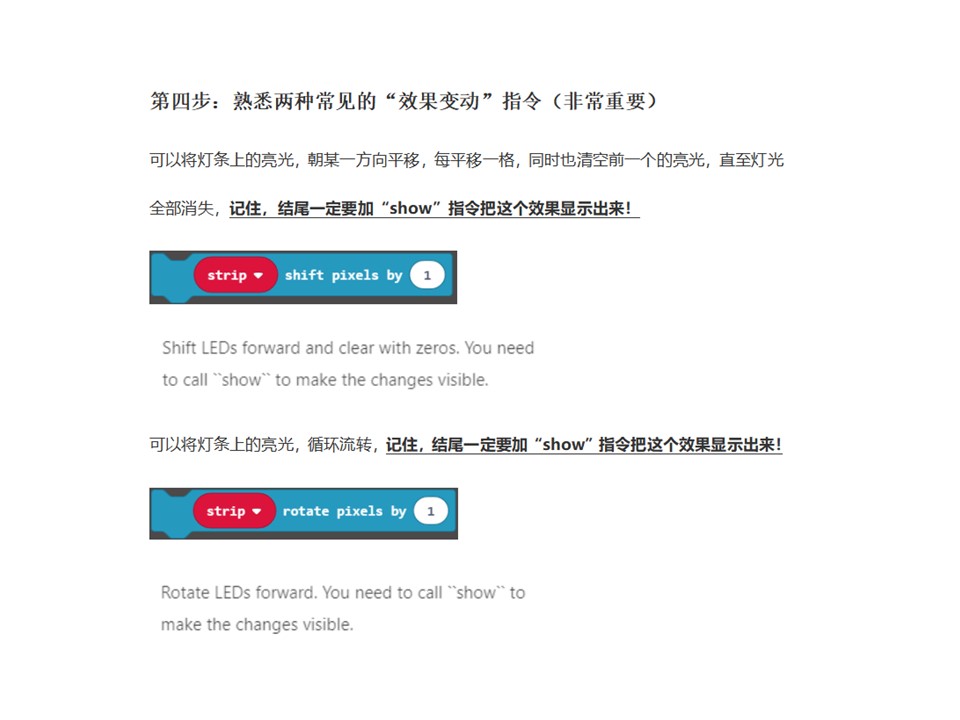 第四步：熟悉两种常见的“效果变动”指令（非常重要）
可以将灯条上的亮光，朝某一方向平移，每平移一格，同时也清空前一个的亮光，直至灯光
全部消失，记住，结尾一定要加“show”指令把这个效果显示出来！
strip shift pixels by 1
Shift LEDs forward and clear with zeros. You need
to call ``show`` to make the changes visible.
可以将灯条上的亮光，循环流转，记住，结尾一定要加“show”指令把这个效果显示出来！
strip rotate pixels by 1
Rotate LEDs forward. You need to call ``show`` to
make the changes visible.